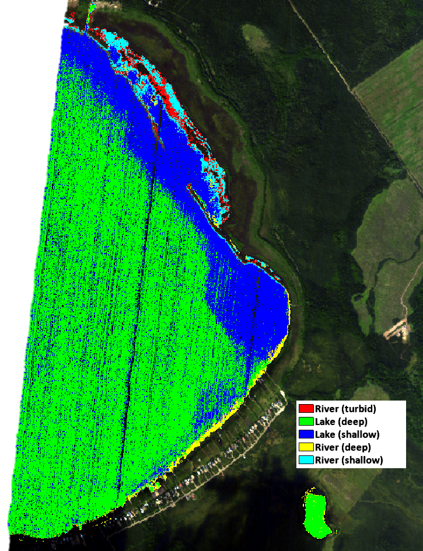 River (turbid)
Lake (deep)
Lake (shallow)
River (deep)
River (shallow)